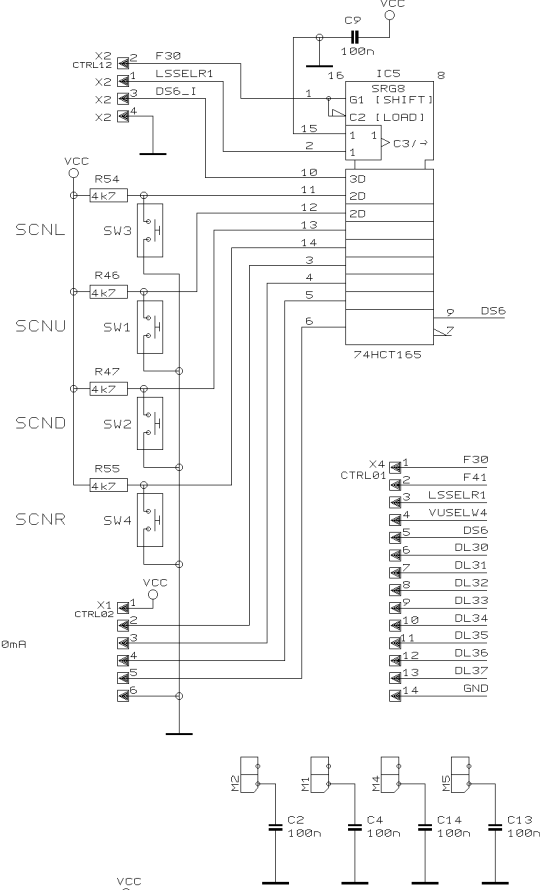 VCC
C9
100n
X2 2 F30
CTRL12
X2 1 LSSELR1
X2 3 DS6_I
X2 4
16 IC5 8
SRG8
1 G1 [SHIFT]
C2 [LOAD]
15 1 1
C3/→
2 1
10 3D
11 2D
12 2D
13
14
3
4
5
6
9 DS6
7
74HCT165
VCC
R54
4k7
SCNL SW3
R46
4k7
SCNU SW1
R47
4k7
SCND SW2
R55
4k7
SCNR SW4
VCC
X1 1
CTRL02
2
3
0mA
4
5
6
X4 1 F30
CTRL01
2 F41
3 LSSELR1
4 VUSELW4
5 DS6
6 DL30
7 DL31
8 DL32
9 DL33
10 DL34
11 DL35
12 DL36
13 DL37
14 GND
M2 M1 M4 M5
C2 C4 C14 C13
100n 100n 100n 100n
VCC